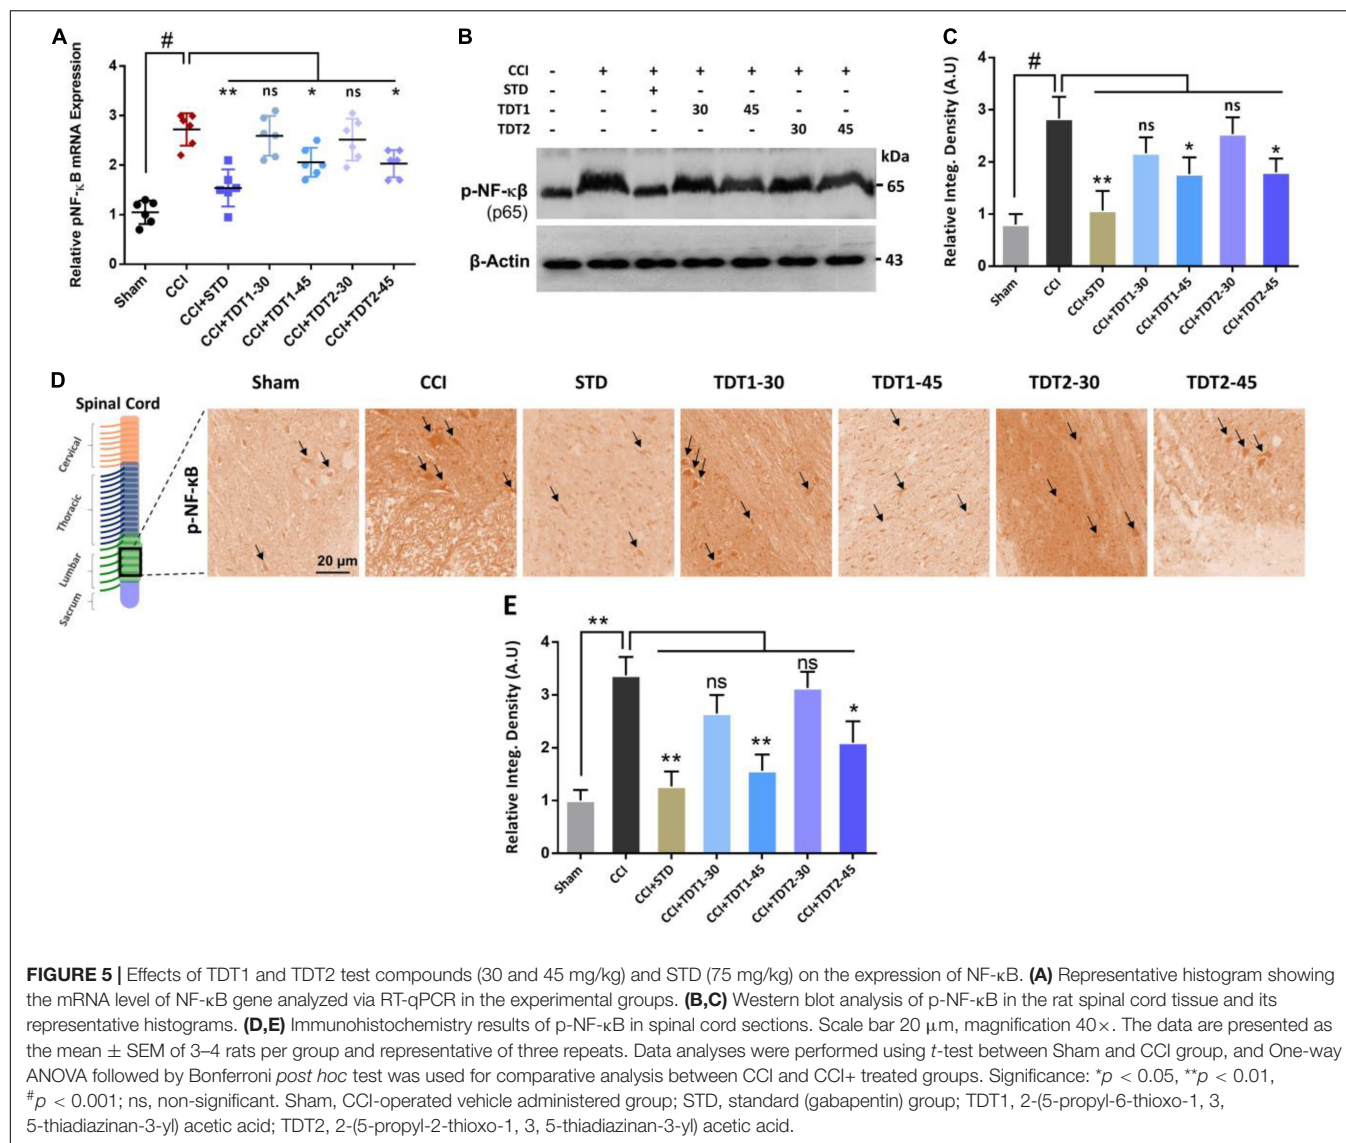 A
Relative pNF-κB mRNA Expression
#
4
3
2
1
0
** ns * ns *
Sham
CCI
CCI+STD
CCI+TDT1-30
CCI+TDT1-45
CCI+TDT2-30
CCI+TDT2-45
B
CCI - + + + + + +
STD - - + - - - -
TDT1 - - - 30 45 - -
TDT2 - - - - - 30 45
kDa
p-NF-κβ
(p65)
65
β-Actin
43
C
Relative Integ. Density (A.U)
#
4
3
2
1
0
** ns * ns *
Sham
CCI
CCI+STD
CCI+TDT1-30
CCI+TDT1-45
CCI+TDT2-30
CCI+TDT2-45
D
Spinal Cord
Cervical
Thoracic
Lumbar
Sacrum
p-NF-κB
Sham CCI STD TDT1-30 TDT1-45 TDT2-30 TDT2-45
20 μm
E
Relative Integ. Density (A.U)
**
4
3
2
1
0
** ns ** ns *
Sham
CCI
CCI+STD
CCI+TDT1-30
CCI+TDT1-45
CCI+TDT2-30
CCI+TDT2-45
FIGURE 5 | Effects of TDT1 and TDT2 test compounds (30 and 45 mg/kg) and STD (75 mg/kg) on the expression of NF-κB. (A) Representative histogram showing
the mRNA level of NF-κB gene analyzed via RT-qPCR in the experimental groups. (B,C) Western blot analysis of p-NF-κB in the rat spinal cord tissue and its
representative histograms. (D,E) Immunohistochemistry results of p-NF-κB in spinal cord sections. Scale bar 20 μm, magnification 40×. The data are presented as
the mean ± SEM of 3–4 rats per group and representative of three repeats. Data analyses were performed using t-test between Sham and CCI group, and One-way
ANOVA followed by Bonferroni post hoc test was used for comparative analysis between CCI and CCI+ treated groups. Significance: *p < 0.05, **p < 0.01,
#p < 0.001; ns, non-significant. Sham, CCI-operated vehicle administered group; STD, standard (gabapentin) group; TDT1, 2-(5-propyl-6-thioxo-1, 3,
5-thiadiazinan-3-yl) acetic acid; TDT2, 2-(5-propyl-2-thioxo-1, 3, 5-thiadiazinan-3-yl) acetic acid.